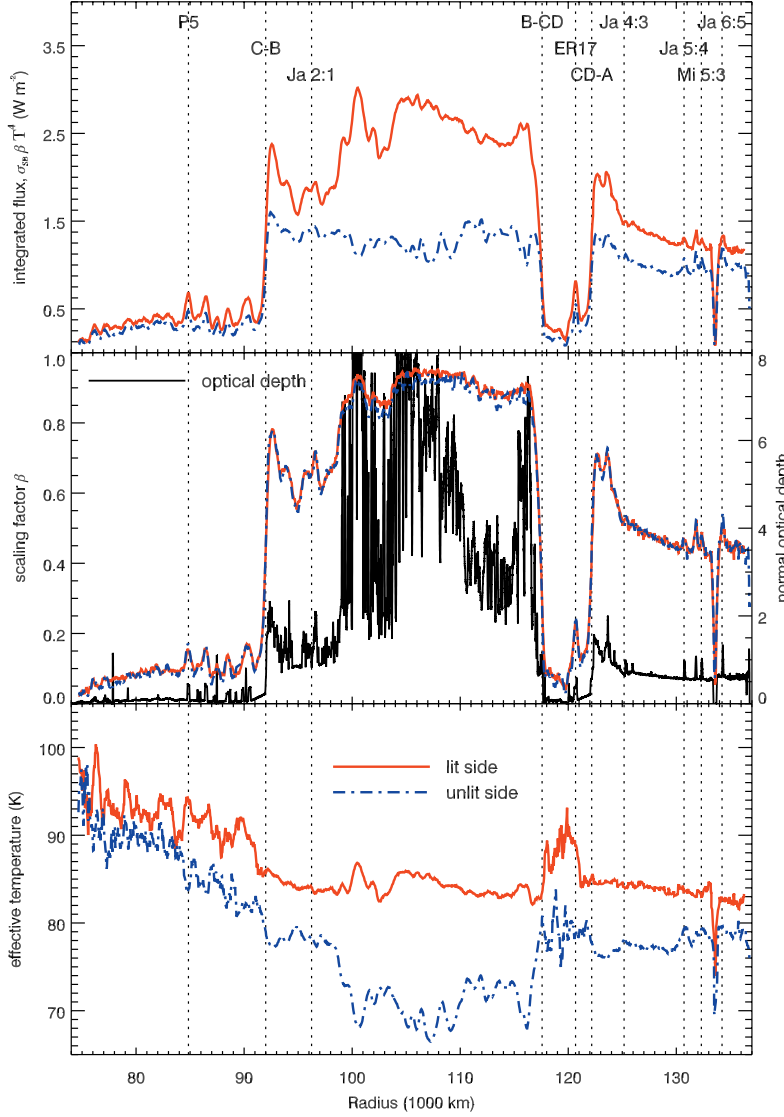 P5 B-CD Ja 4:3 Ja 6:5
C-B ER17 Ja 5:4
Ja 2:1 CD-A Mi 5:3
integrated flux, σ_SB β T⁴ (W m⁻²)
3.5
2.5
1.5
0.5
optical depth
scaling factor β
1.0
0.8
0.6
0.4
0.2
0.0
normal optical depth
8
6
4
2
0
lit side
unlit side
effective temperature (K)
100
90
80
70
80 90 100 110 120 130
Radius (1000 km)